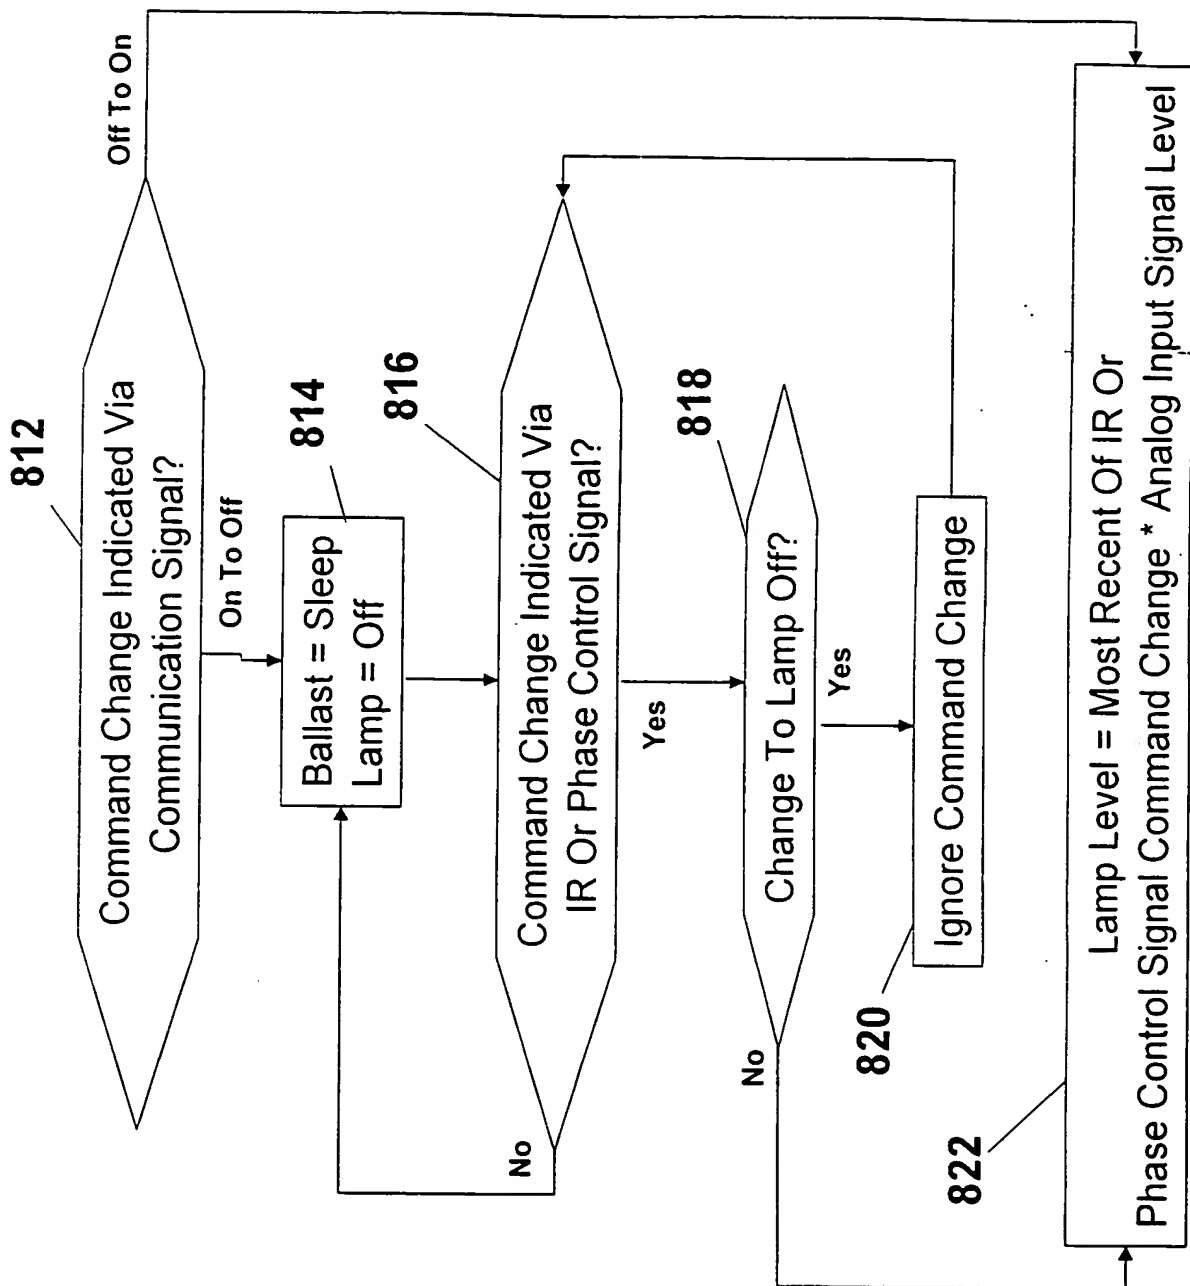 812
Command Change Indicated Via
Communication Signal?
Off To On
On To Off
814
Ballast = Sleep
Lamp = Off
816
Command Change Indicated Via
IR Or Phase Control Signal?
No
Yes
818
Change To Lamp Off?
No
Yes
820
Ignore Command Change
822
Lamp Level = Most Recent Of IR Or
Phase Control Signal Command Change * Analog Input Signal Level